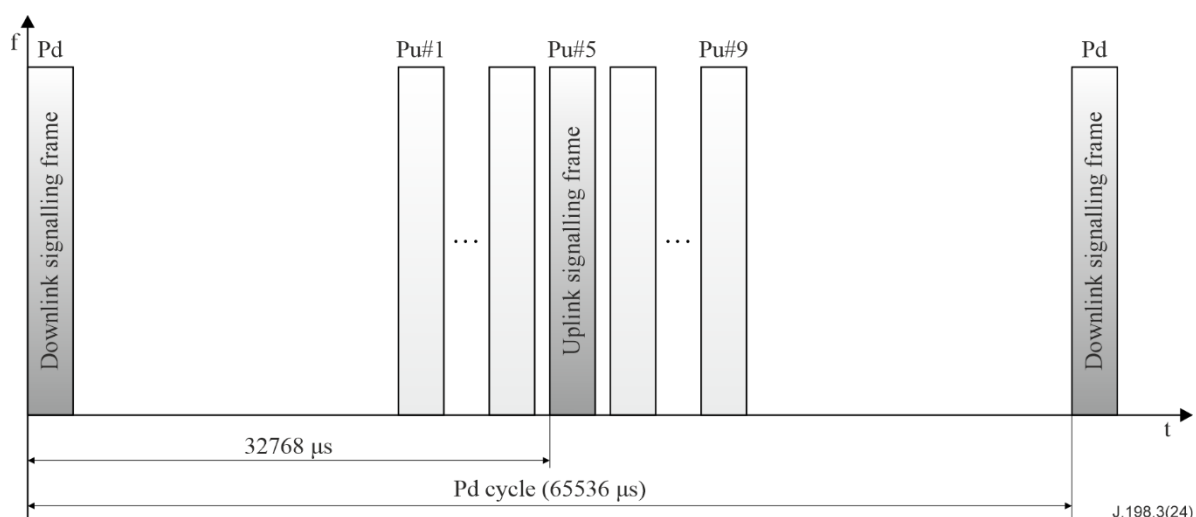 f
Pd
Pu#1
Pu#5
Pu#9
Pd
Downlink signalling frame
...
Uplink signalling frame
...
Downlink signalling frame
t
32768 μs
Pd cycle (65536 μs)
J.198.3(24)